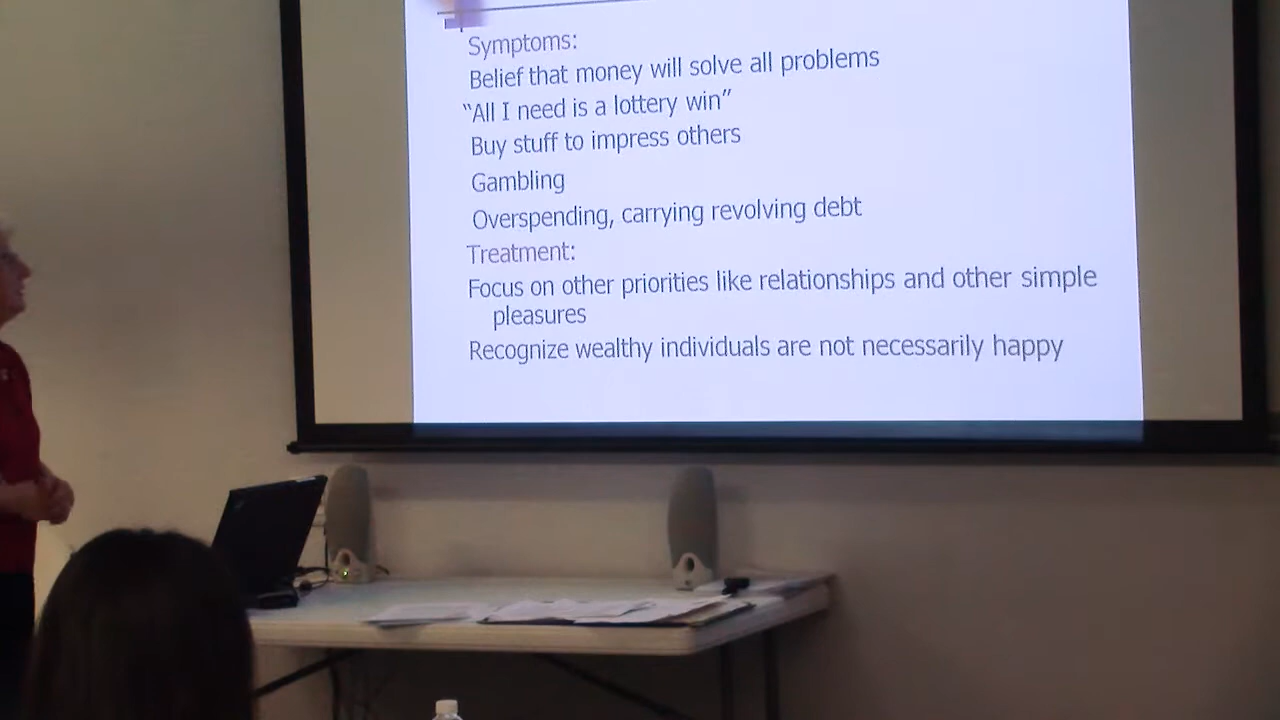 Symptoms:
Belief that money will solve all problems
“All I need is a lottery win”
Buy stuff to impress others
Gambling
Overspending, carrying revolving debt
Treatment:
Focus on other priorities like relationships and other simple
pleasures
Recognize wealthy individuals are not necessarily happy